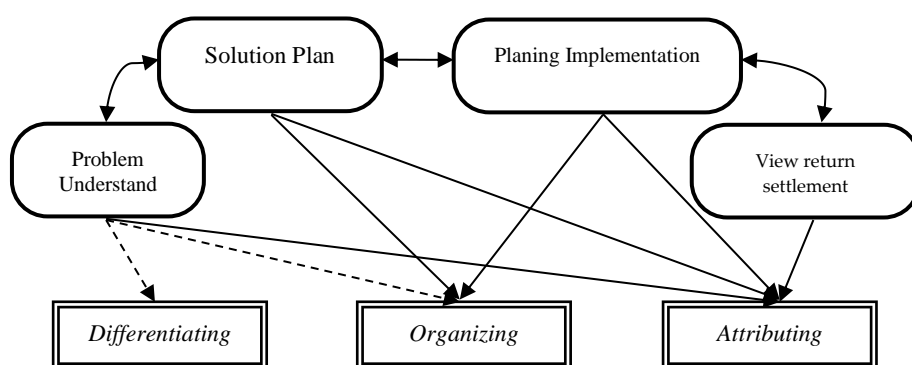 Solution Plan
Planing Implementation
Problem
Understand
View return
settlement
Differentiating
Organizing
Attributing